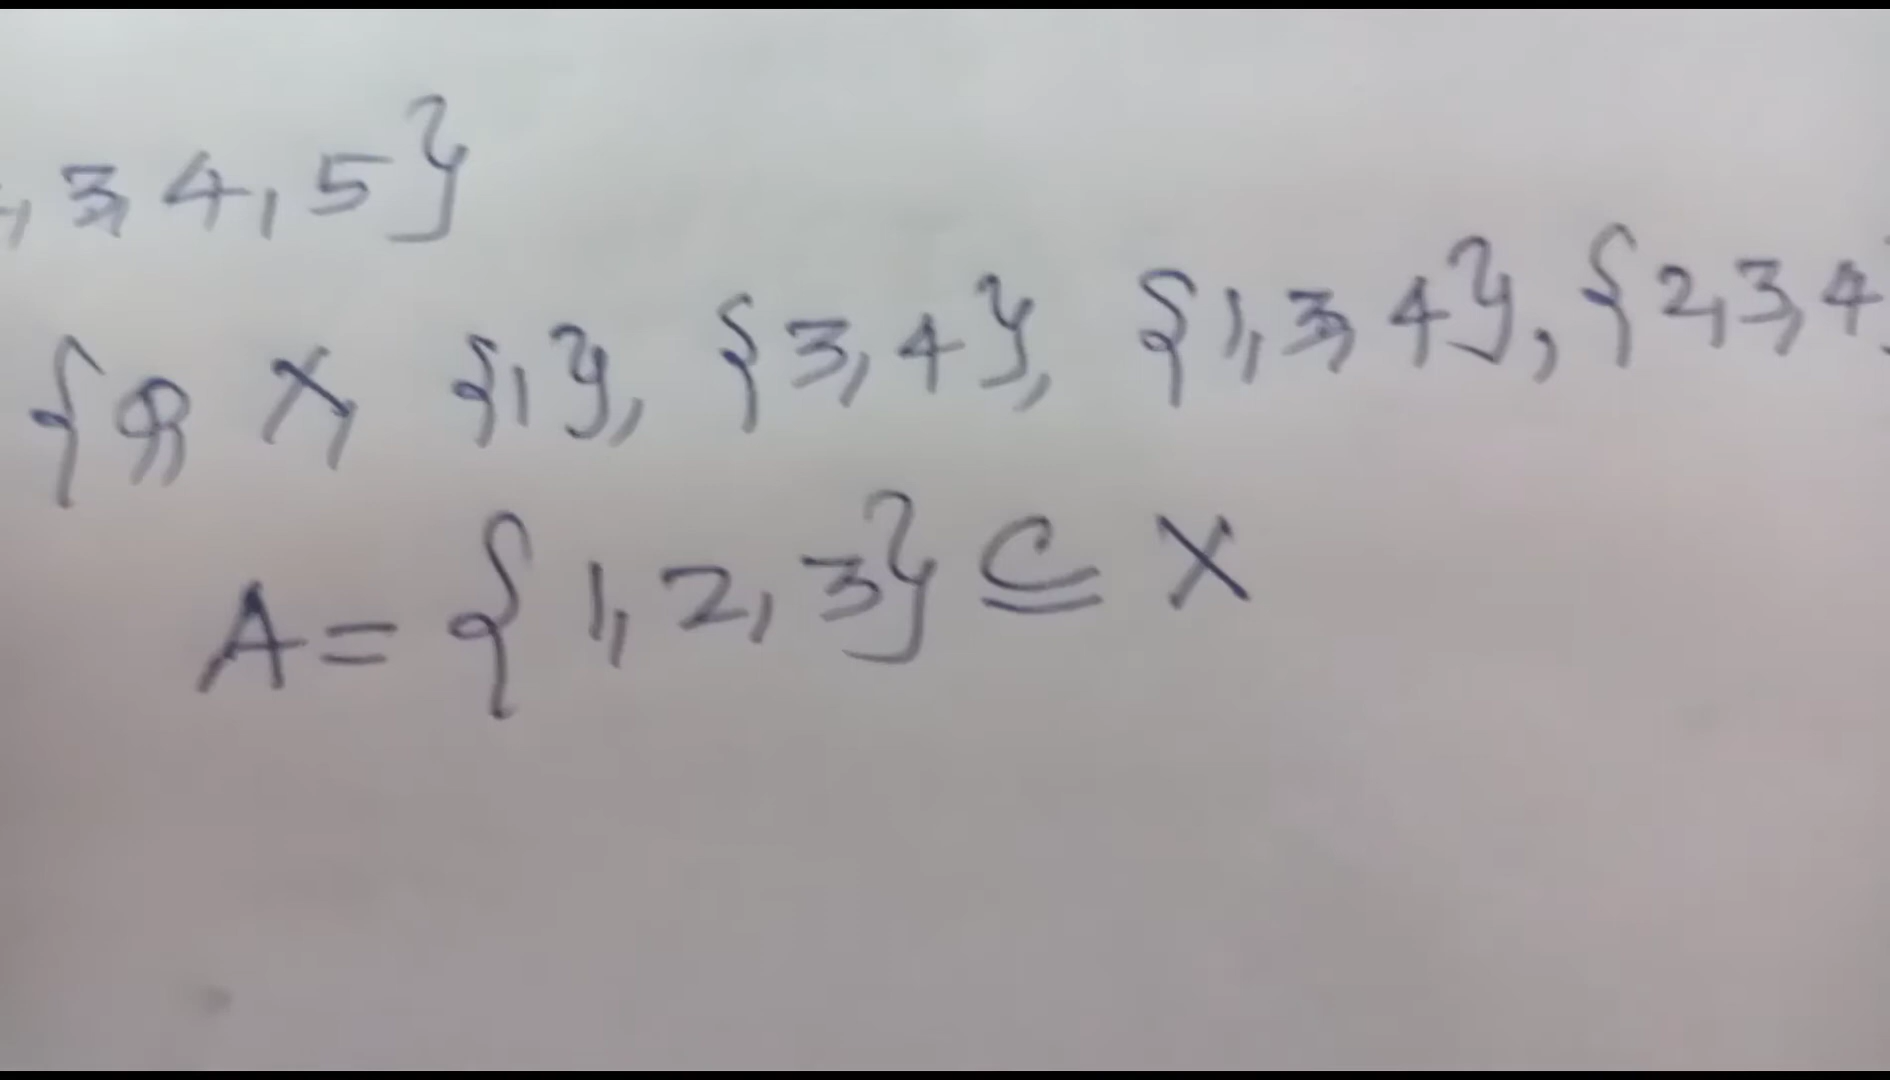 , 3, 4, 5}
{φ, X, {1}, {3, 4}, {1, 3, 4}, {2, 3, 4
A = {1, 2, 3} ⊆ X